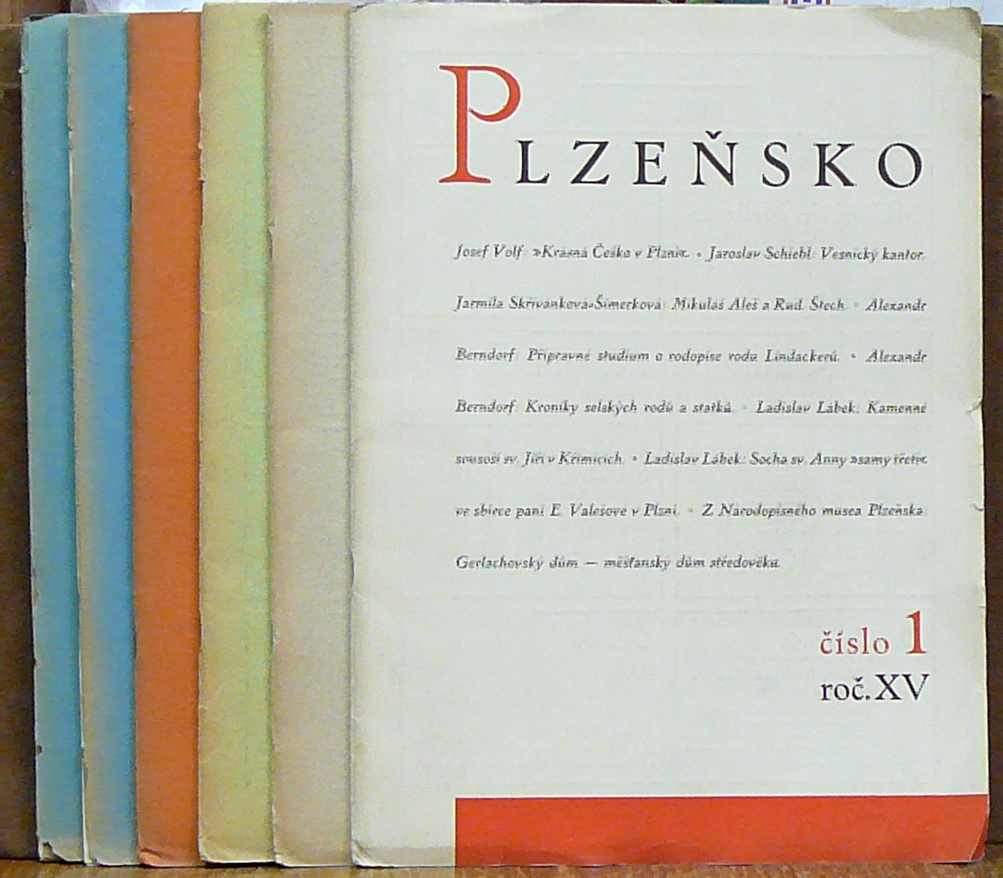 PLZEŇSKO
Josef Volf: »Krásná Češka v Plzni«. • Jaroslav Schiebl: Vesnický kantor.
Jarmila Skřivánková-Šimerková: Mikuláš Aleš a Rud. Štech. • Alexandr
Berndorf: Přípravné studium o rodopise rodu Lindackerů. • Alexandr
Berndorf: Kroniky selských rodů a statků. • Ladislav Lábek: Kamenné
sousoší sv. Jiří v Křimicích. • Ladislav Lábek: Socha sv. Anny »samy třetí«
ve sbírce paní E. Valešové v Plzni. • Z Národopisného musea Plzeňska:
Gerlachovský dům — měšťanský dům středověku.
číslo 1
roč. XV